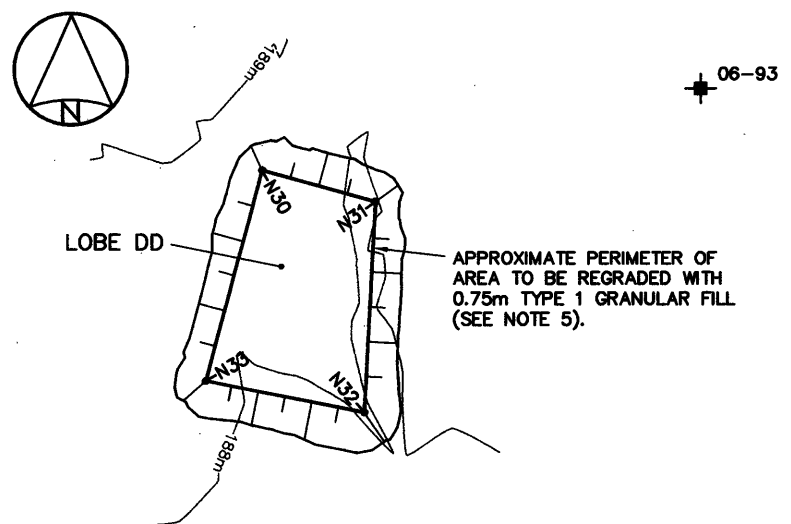 189m
06-93
N
N30
N31
LOBE DD
APPROXIMATE PERIMETER OF
AREA TO BE REGRADED WITH
0.75m TYPE 1 GRANULAR FILL
(SEE NOTE 5).
N33
N32
188m